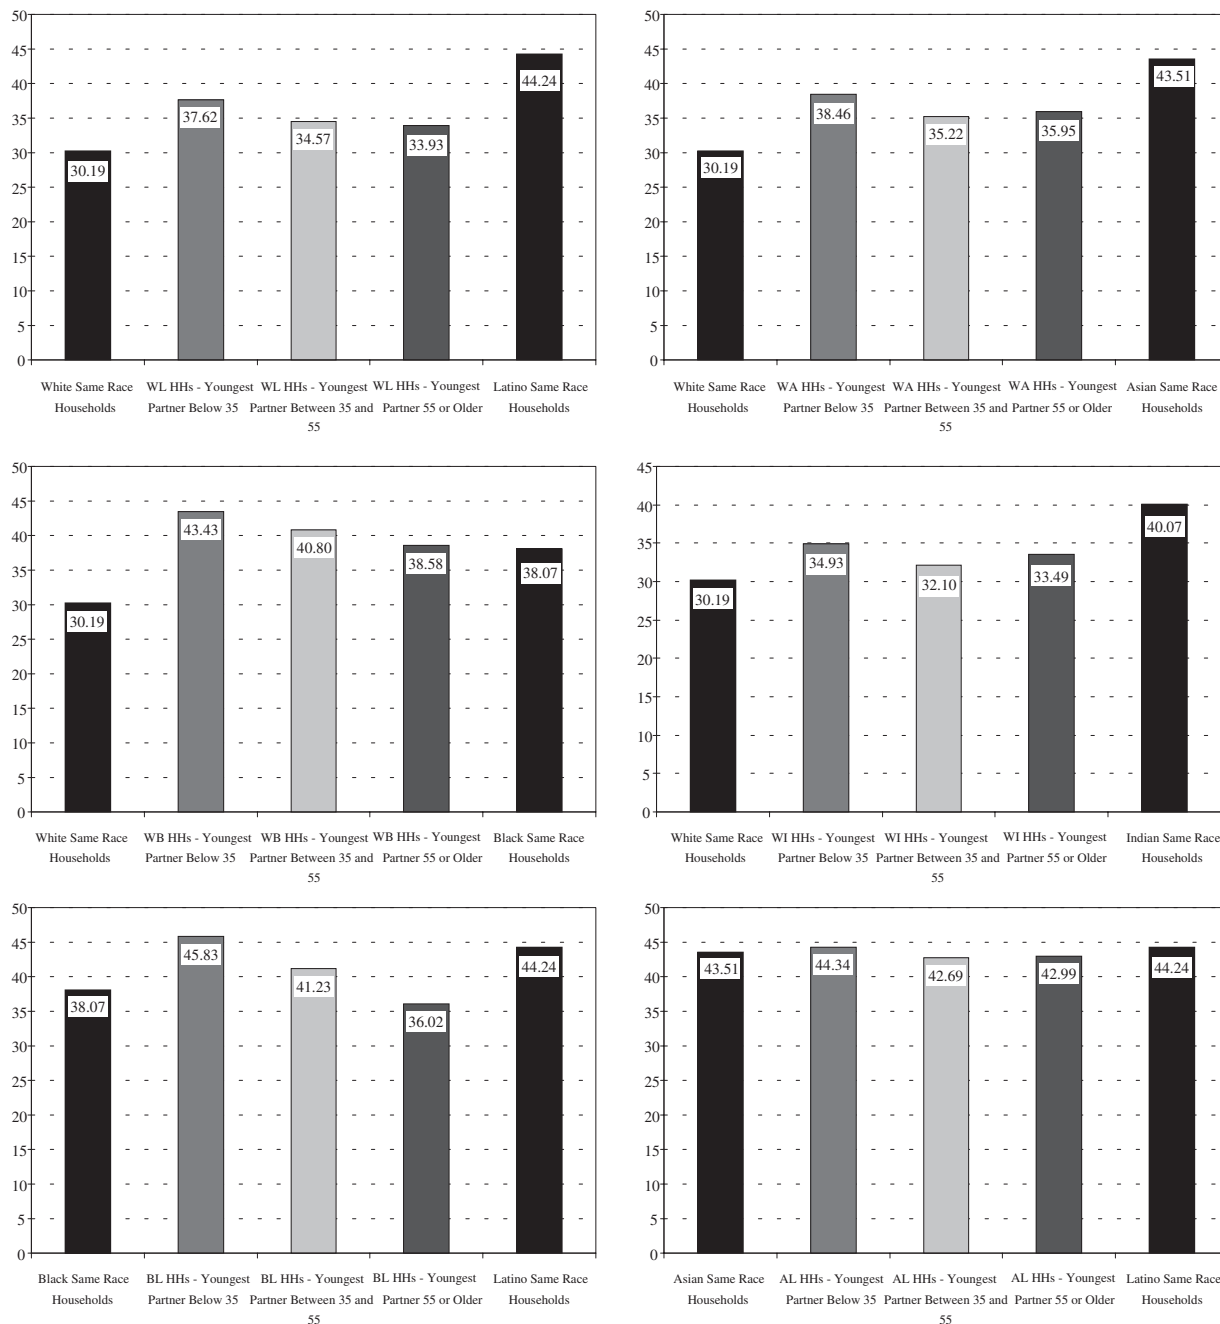 50
45
40
35
30
25
20
15
10
5
0
30.19
37.62
34.57
33.93
44.24
White Same Race
Households
WL HHs - Youngest
Partner Below 35
WL HHs - Youngest
Partner Between 35 and
55
WL HHs - Youngest
Partner 55 or Older
Latino Same Race
Households
50
45
40
35
30
25
20
15
10
5
0
30.19
38.46
35.22
35.95
43.51
White Same Race
Households
WA HHs - Youngest
Partner Below 35
WA HHs - Youngest
Partner Between 35 and
55
WA HHs - Youngest
Partner 55 or Older
Asian Same Race
Households
50
45
40
35
30
25
20
15
10
5
0
30.19
43.43
40.80
38.58
38.07
White Same Race
Households
WB HHs - Youngest
Partner Below 35
WB HHs - Youngest
Partner Between 35 and
55
WB HHs - Youngest
Partner 55 or Older
Black Same Race
Households
45
40
35
30
25
20
15
10
5
0
30.19
34.93
32.10
33.49
40.07
White Same Race
Households
WI HHs - Youngest
Partner Below 35
WI HHs - Youngest
Partner Between 35 and
55
WI HHs - Youngest
Partner 55 or Older
Indian Same Race
Households
50
45
40
35
30
25
20
15
10
5
0
38.07
45.83
41.23
36.02
44.24
Black Same Race
Households
BL HHs - Youngest
Partner Below 35
BL HHs - Youngest
Partner Between 35 and
55
BL HHs - Youngest
Partner 55 or Older
Latino Same Race
Households
50
45
40
35
30
25
20
15
10
5
0
43.51
44.34
42.69
42.99
44.24
Asian Same Race
Households
AL HHs - Youngest
Partner Below 35
AL HHs - Youngest
Partner Between 35 and
55
AL HHs - Youngest
Partner 55 or Older
Latino Same Race
Households